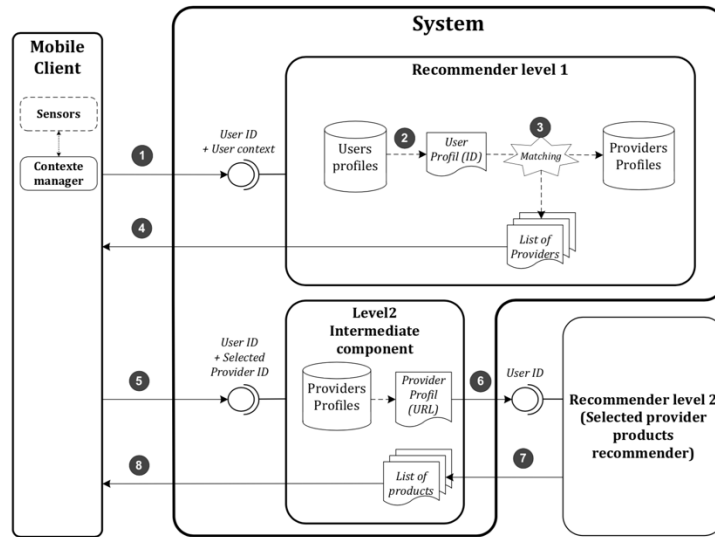 System
Mobile
Client
Sensors
Contexte
manager
Recommender level 1
1
User ID
+ User context
Users
profiles
2
User
Profil (ID)
3
Matching
Providers
Profiles
4
List of
Providers
Level2
Intermediate
component
5
User ID
+ Selected
Provider ID
Providers
Profiles
Provider
Profil
(URL)
6
User ID
Recommender level 2
(Selected provider
products
recommender)
7
8
List of
products